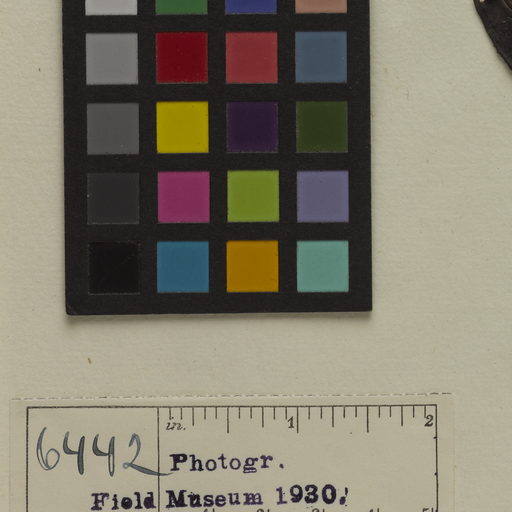 in. 1 2
6442 Photogr.
Field Museum 1930.